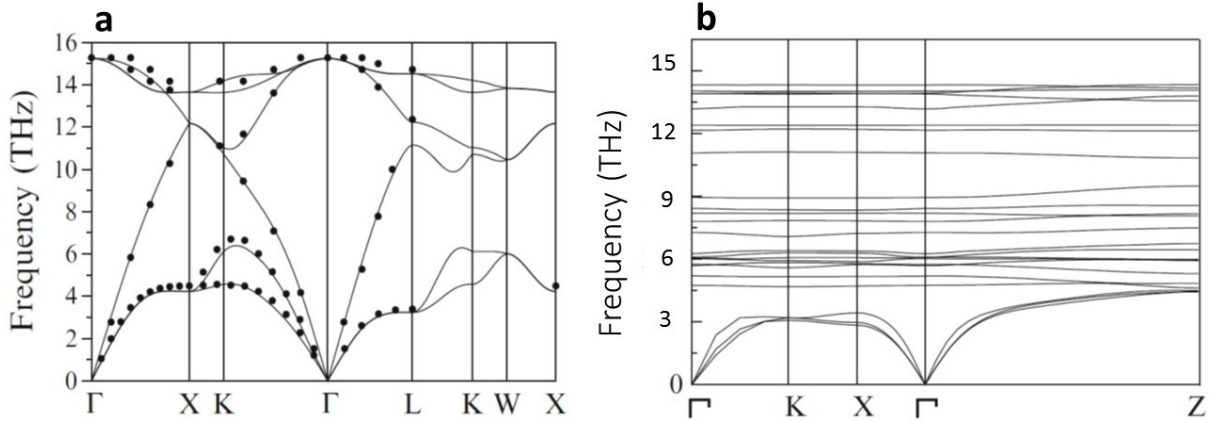 a
16
14
12
10
8
6
4
2
0
Frequency (THz)
Γ X K Γ L K W X
b
15
12
9
6
3
0
Frequency (THz)
Γ K X Γ Z